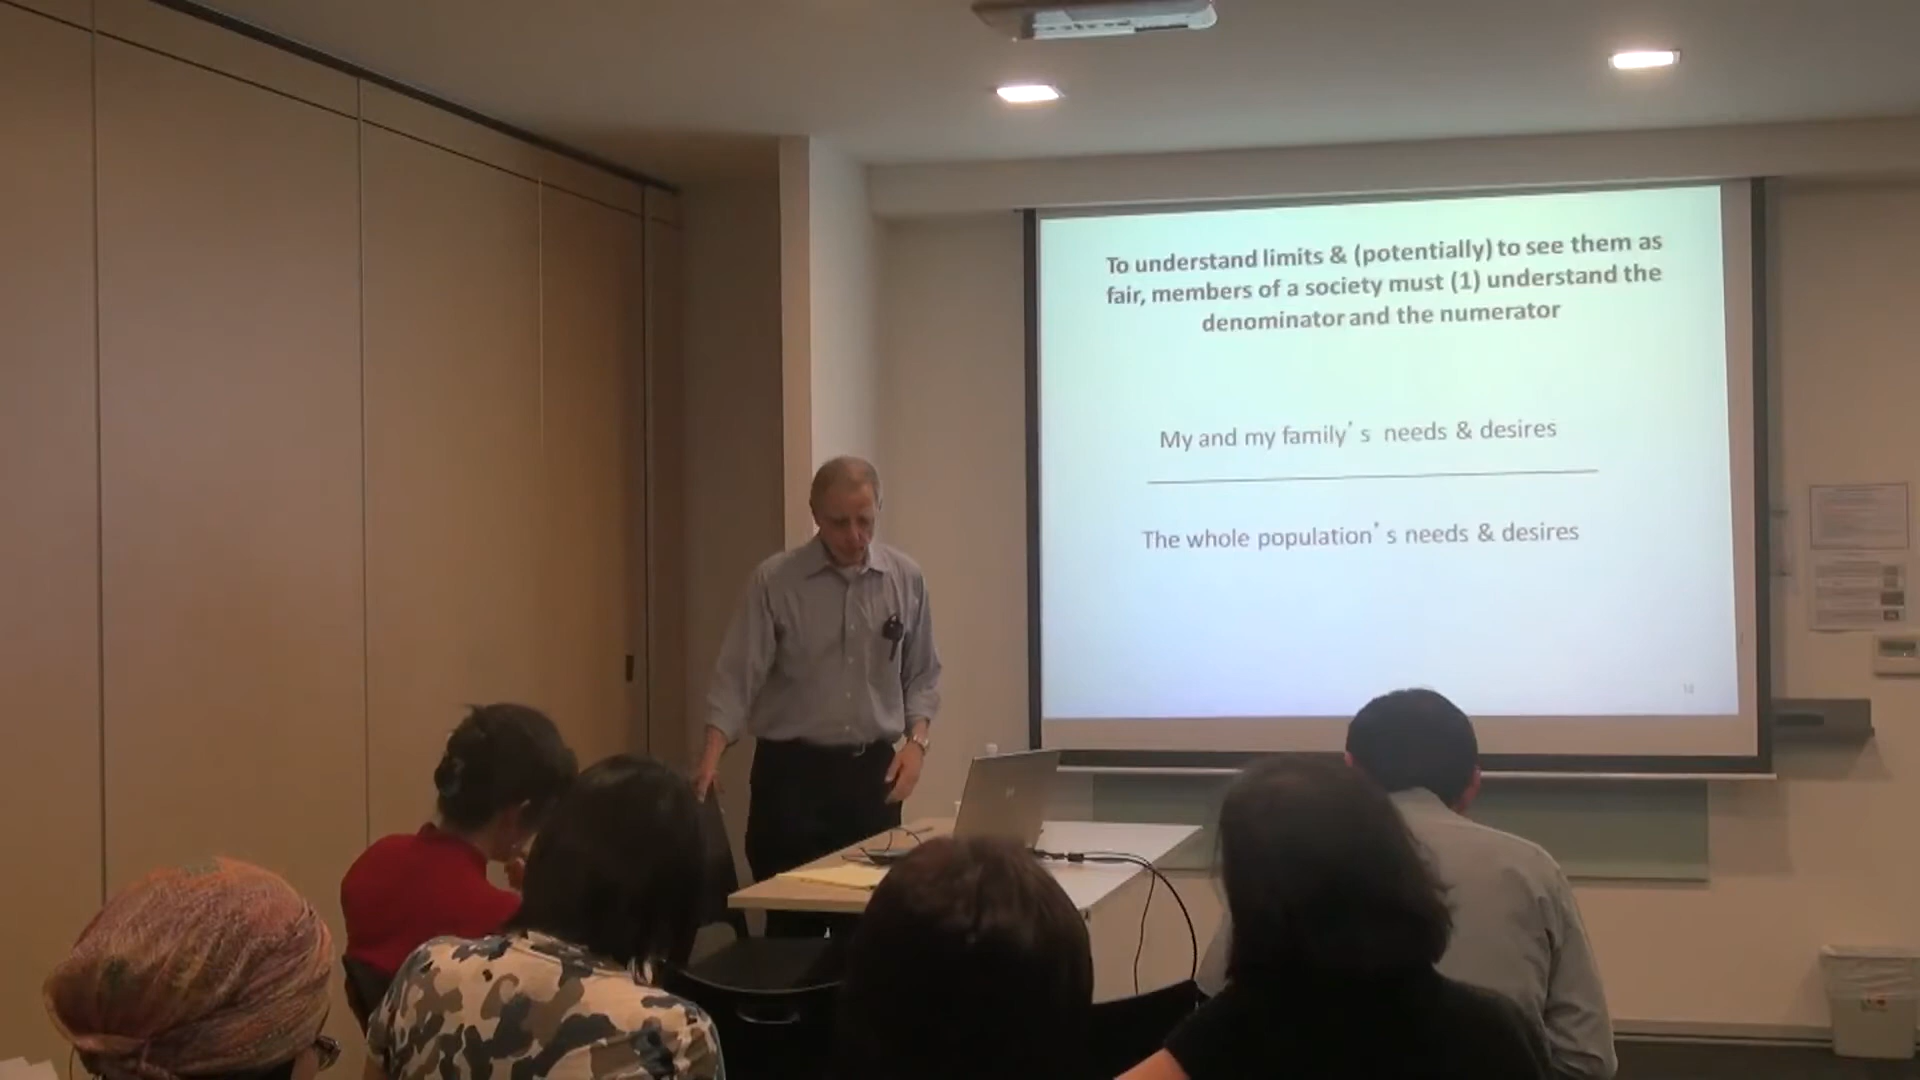 To understand limits & (potentially) to see them as
fair, members of a society must (1) understand the
denominator and the numerator
My and my family’s needs & desires
The whole population’s needs & desires